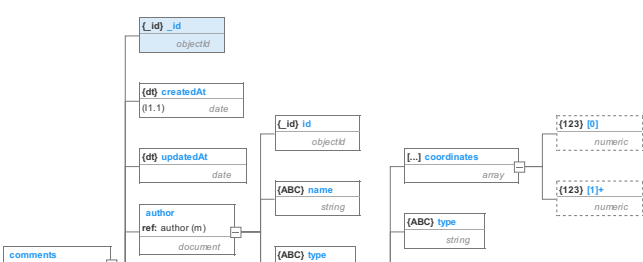 {_id} _id
objectId
{dt} createdAt
(I1.1) date
{dt} updatedAt
date
author
ref: author (m)
document
comments
{_id} id
objectId
{ABC} name
string
{ABC} type
[...] coordinates
array
{ABC} type
string
{123} [0]
numeric
{123} [1]+
numeric